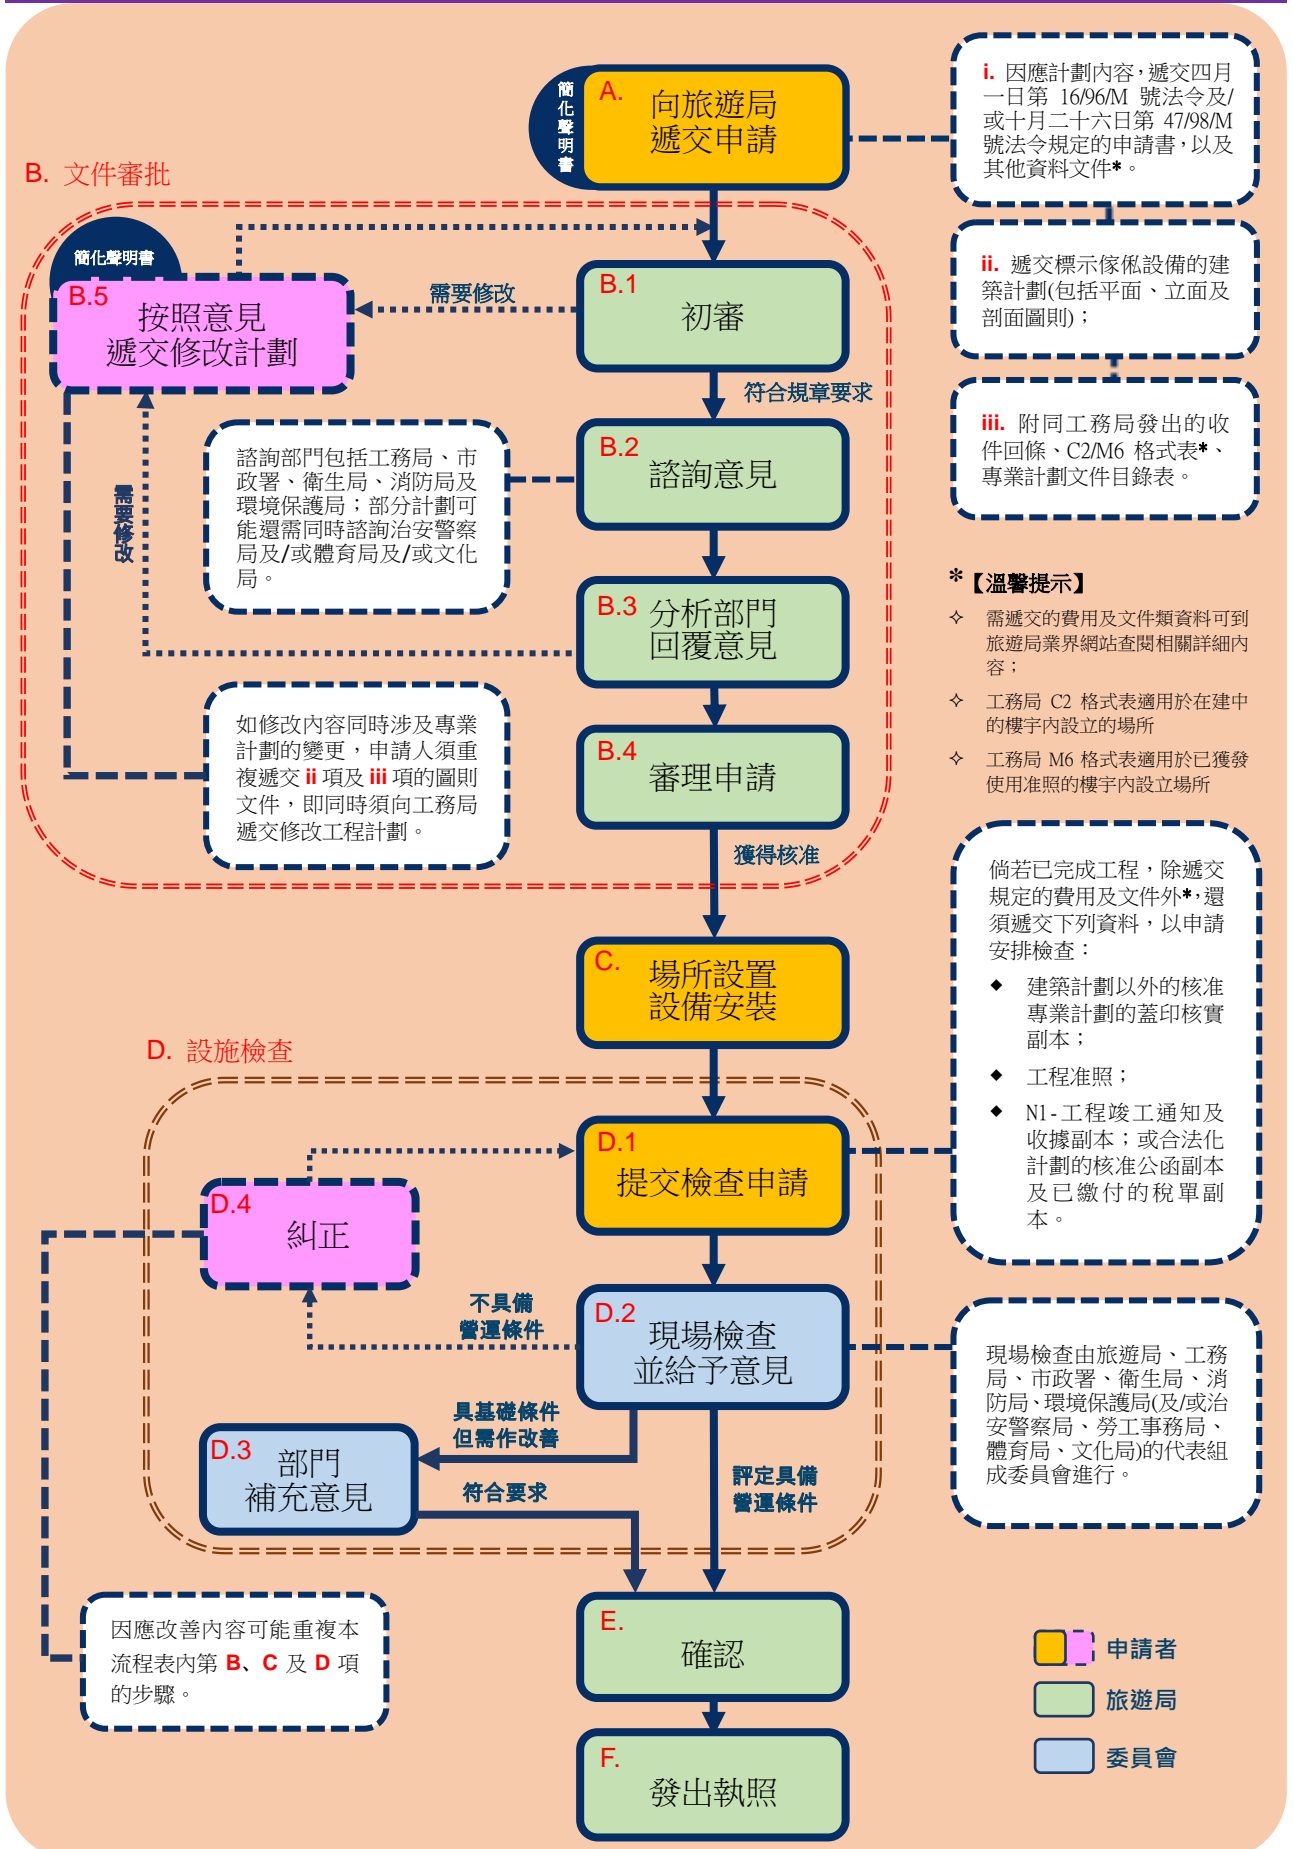 簡化聲明書
A.
向旅遊局
遞交申請
i. 因應計劃內容，遞交四月
一日第 16/96/M 號法令及/
或十月二十六日第 47/98/M
號法令規定的申請書，以及
其他資料文件*。
B. 文件審批
簡化聲明書
B.5
按照意見
遞交修改計劃
需要修改
B.1
初審
ii. 遞交標示傢俬設備的建
築計劃(包括平面、立面及
剖面圖則)；
符合規章要求
iii. 附同工務局發出的收
件回條、C2/M6 格式表*、
專業計劃文件目錄表。
需要修改
諮詢部門包括工務局、市
政署、衛生局、消防局及
環境保護局；部分計劃可
能還需同時諮詢治安警察
局及/或體育局及/或文化
局。
B.2
諮詢意見
B.3
分析部門
回覆意見
*【溫馨提示】
✧ 需遞交的費用及文件類資料可到
旅遊局業界網站查閱相關詳細內
容；
✧ 工務局 C2 格式表適用於在建中
的樓宇內設立的場所
✧ 工務局 M6 格式表適用於已獲發
使用准照的樓宇內設立場所
如修改內容同時涉及專業
計劃的變更，申請人須重
複遞交 ii 項及 iii 項的圖則
文件，即同時須向工務局
遞交修改工程計劃。
B.4
審理申請
獲得核准
倘若已完成工程，除遞交
規定的費用及文件外*，還
須遞交下列資料，以申請
安排檢查：
◆ 建築計劃以外的核准
專業計劃的蓋印核實
副本；
◆ 工程准照；
◆ N1-工程竣工通知及
收據副本；或合法化
計劃的核准公函副本
及已繳付的稅單副
本。
C.
場所設置
設備安裝
D. 設施檢查
D.1
提交檢查申請
D.4
糾正
不具備
營運條件
D.2
現場檢查
並給予意見
現場檢查由旅遊局、工務
局、市政署、衛生局、消
防局、環境保護局(及/或治
安警察局、勞工事務局、
體育局、文化局)的代表組
成委員會進行。
具基礎條件
但需作改善
D.3
部門
補充意見
符合要求
評定具備
營運條件
因應改善內容可能重複本
流程表內第 B、C 及 D 項
的步驟。
E.
確認
F.
發出執照
申請者
旅遊局
委員會